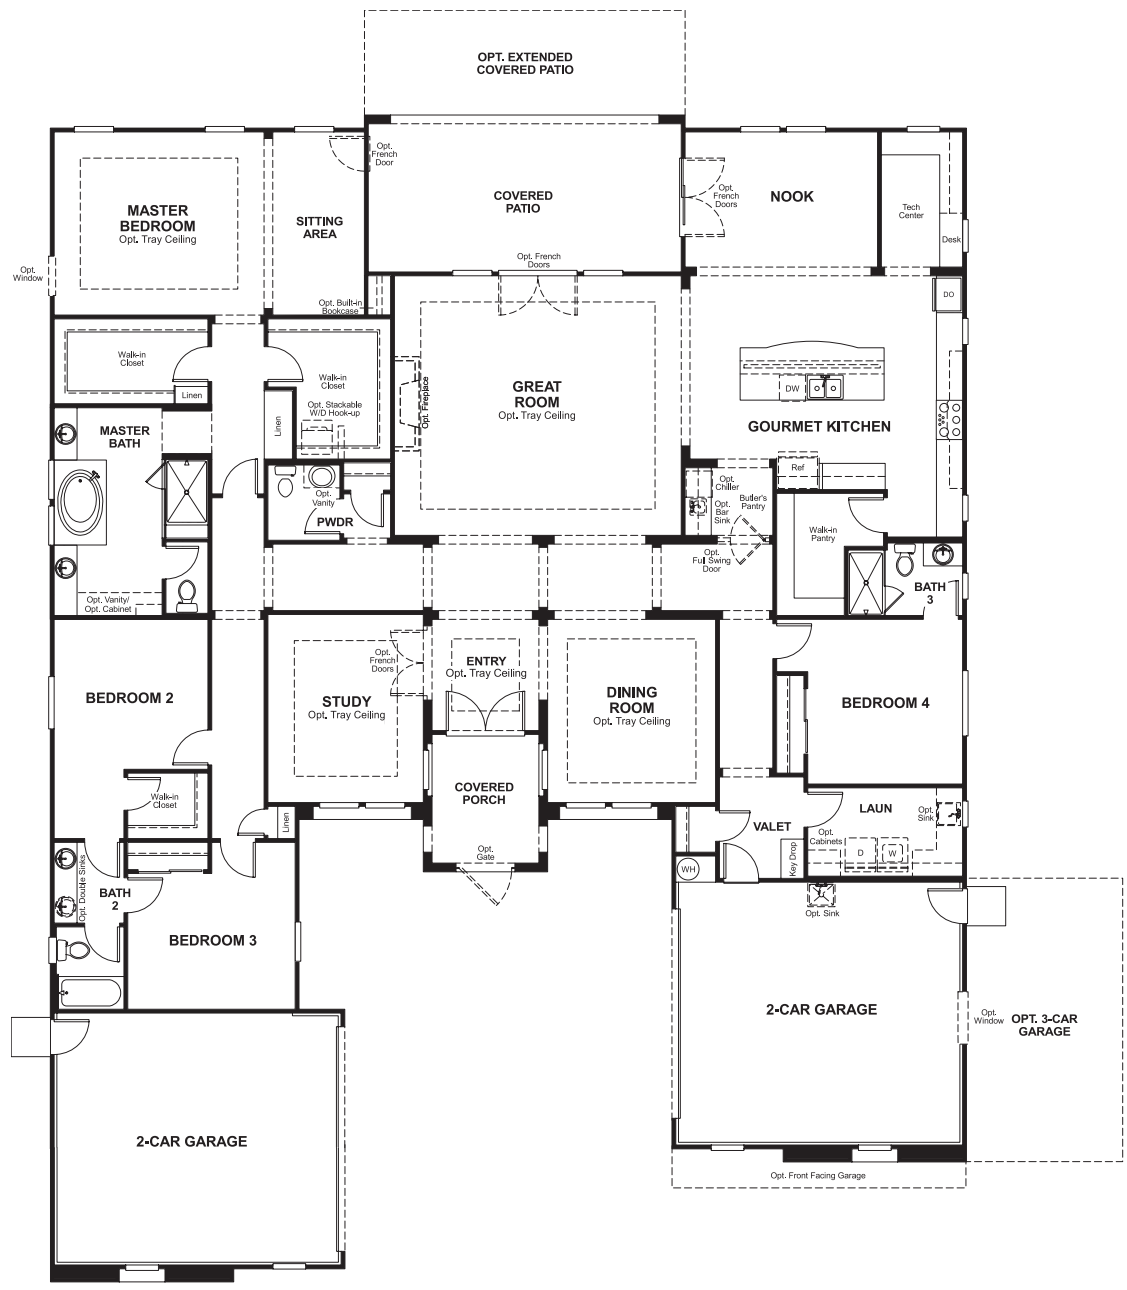 OPT. EXTENDED
COVERED PATIO
Opt.
French
Door
COVERED
PATIO
Opt.
French
Doors
NOOK
Tech
Center
Desk
MASTER
BEDROOM
Opt. Tray Ceiling
SITTING
AREA
Opt.
Window
Opt. French
Doors
Opt. Built-in
Bookcase
DO
Walk-in
Closet
Linen
Walk-in
Closet
Opt. Stackable
W/D Hook-up
Linen
Opt. Fireplace
GREAT
ROOM
Opt. Tray Ceiling
DW
GOURMET KITCHEN
MASTER
BATH
Ref
Opt.
Chiller
Butler's
Pantry
Opt.
Bar
Sink
Opt.
Vanity
PWDR
Walk-in
Pantry
Opt.
Full Swing
Door
BATH
3
Opt. Vanity/
Opt. Cabinet
BEDROOM 2
STUDY
Opt. Tray Ceiling
Opt.
French
Doors
ENTRY
Opt. Tray Ceiling
DINING
ROOM
Opt. Tray Ceiling
BEDROOM 4
Walk-in
Closet
COVERED
PORCH
Linen
Opt.
Gate
VALET
Key Drop
LAUN
Opt.
Cabinets
D
W
Opt.
Sink
WH
Opt. Double Sinks
BATH
2
BEDROOM 3
Opt. Sink
2-CAR GARAGE
Opt.
Window
OPT. 3-CAR
GARAGE
2-CAR GARAGE
Opt. Front Facing Garage